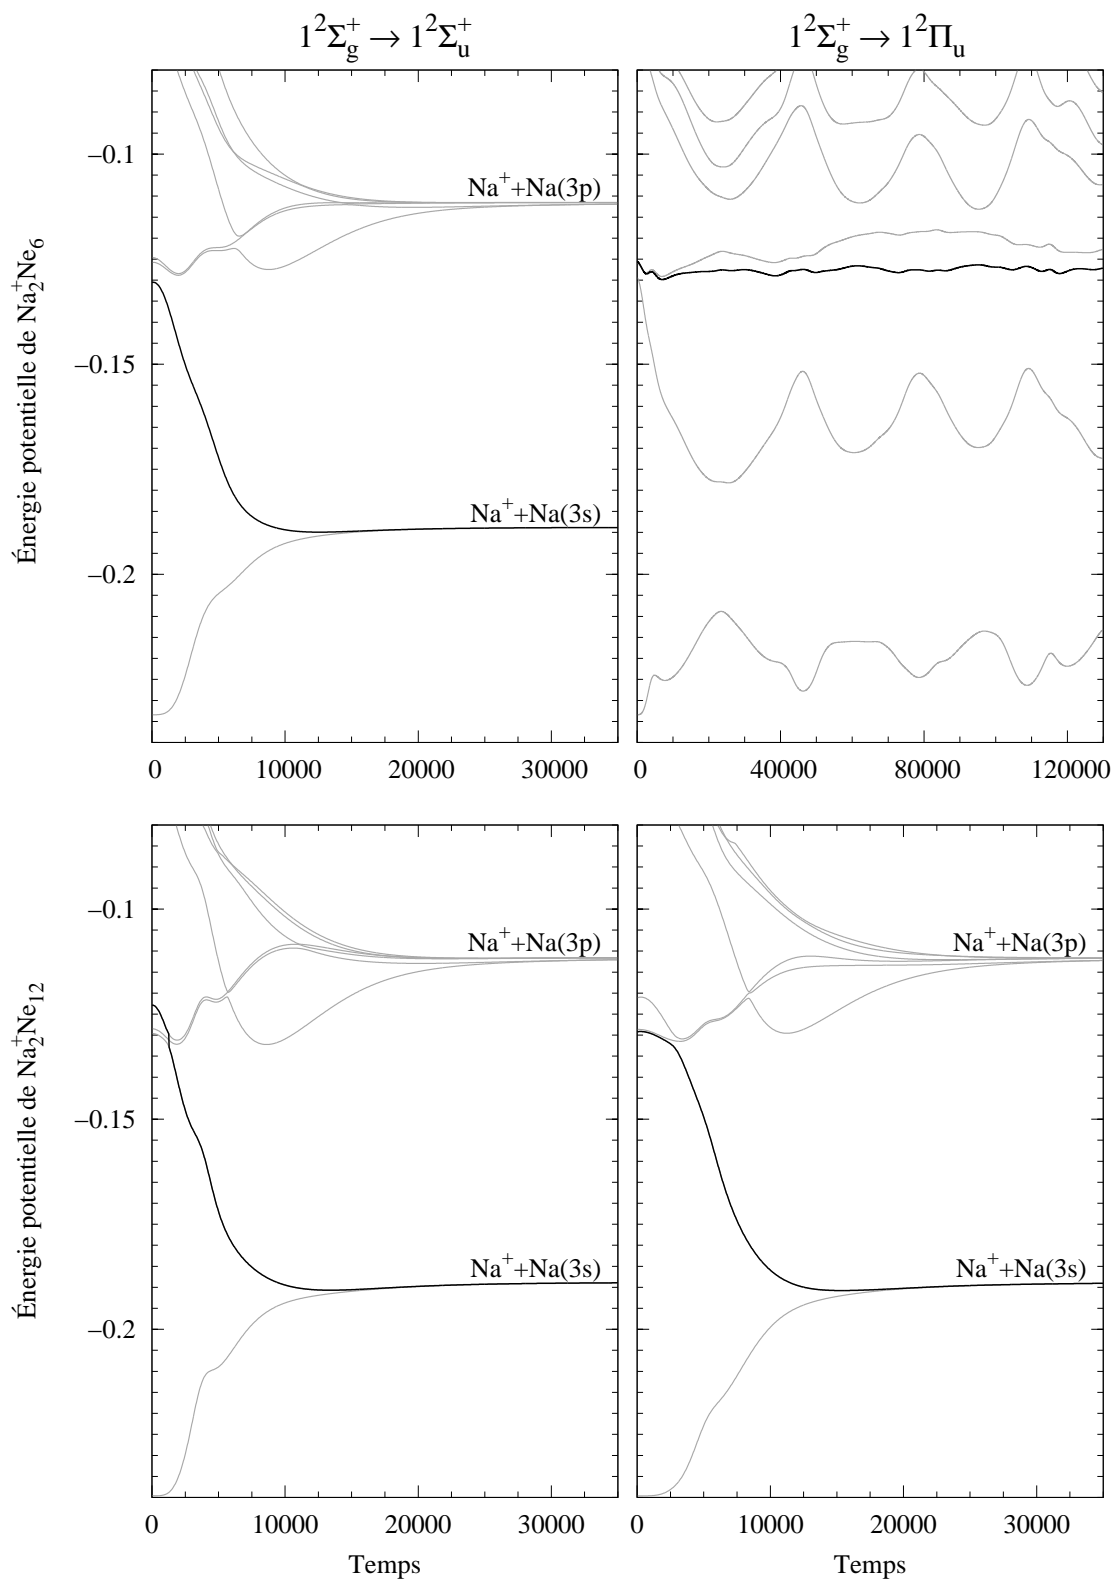 1²Σg⁺ → 1²Σu⁺
1²Σg⁺ → 1²Πu
Énergie potentielle de Na₂⁺Ne₆
−0.1
−0.15
−0.2
Na⁺+Na(3p)
Na⁺+Na(3s)
0 10000 20000 30000
0 40000 80000 120000
Énergie potentielle de Na₂⁺Ne₁₂
−0.1
−0.15
−0.2
Na⁺+Na(3p)
Na⁺+Na(3s)
Na⁺+Na(3p)
Na⁺+Na(3s)
0 10000 20000 30000
0 10000 20000 30000
Temps
Temps